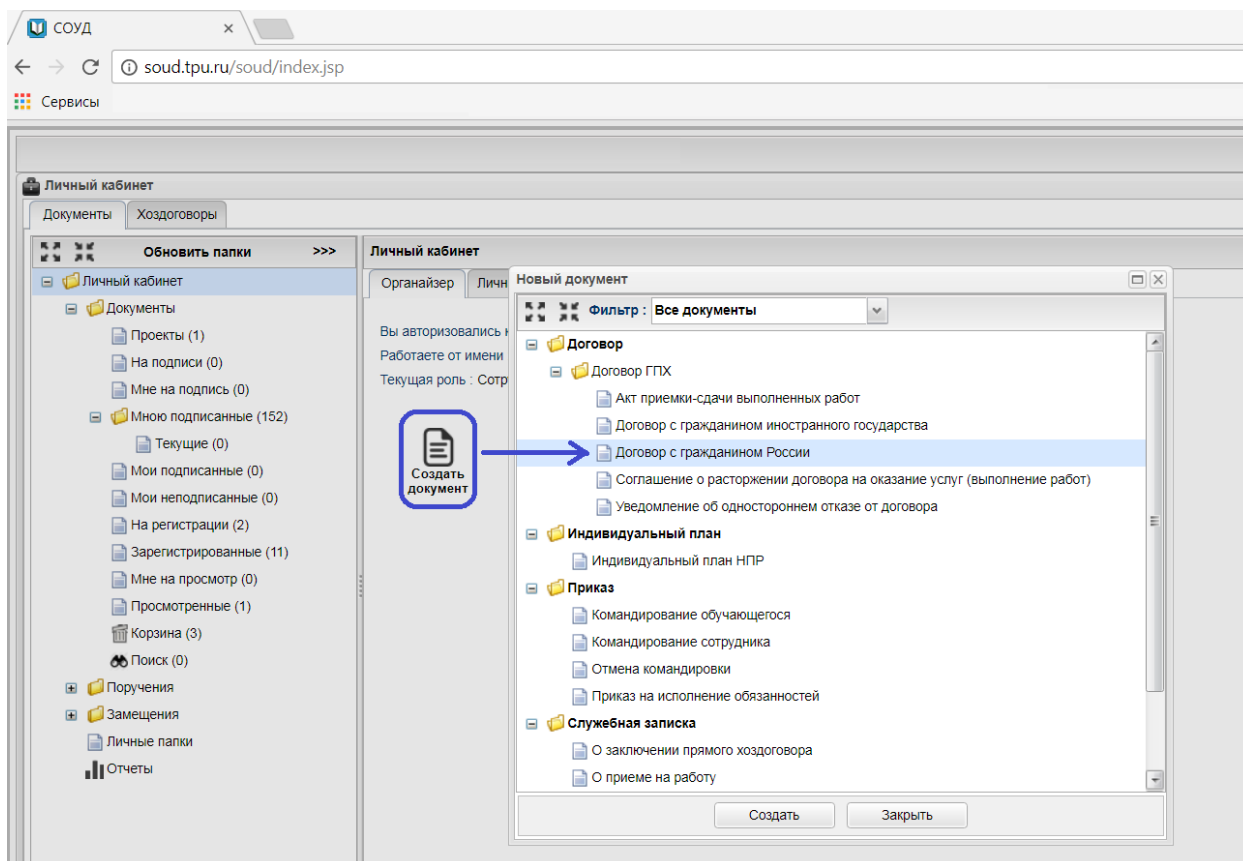 СОУД
soud.tpu.ru/soud/index.jsp
Сервисы
Личный кабинет
Документы Хоздоговоры
Обновить папки >>>
Личный кабинет
Документы
Проекты (1)
На подписи (0)
Мне на подпись (0)
Мною подписанные (152)
Текущие (0)
Мои подписанные (0)
Мои неподписанные (0)
На регистрации (2)
Зарегистрированные (11)
Мне на просмотр (0)
Просмотренные (1)
Корзина (3)
Поиск (0)
Поручения
Замещения
Личные папки
Отчеты
Личный кабинет
Органайзер Личн
Вы авторизовались н
Работаете от имени
Текущая роль : Сотр
Создать
документ
Новый документ
Фильтр : Все документы
Договор
Договор ГПХ
Акт приемки-сдачи выполненных работ
Договор с гражданином иностранного государства
Договор с гражданином России
Соглашение о расторжении договора на оказание услуг (выполнение работ)
Уведомление об одностороннем отказе от договора
Индивидуальный план
Индивидуальный план НПР
Приказ
Командирование обучающегося
Командирование сотрудника
Отмена командировки
Приказ на исполнение обязанностей
Служебная записка
О заключении прямого хоздоговора
О приеме на работу
Создать Закрыть